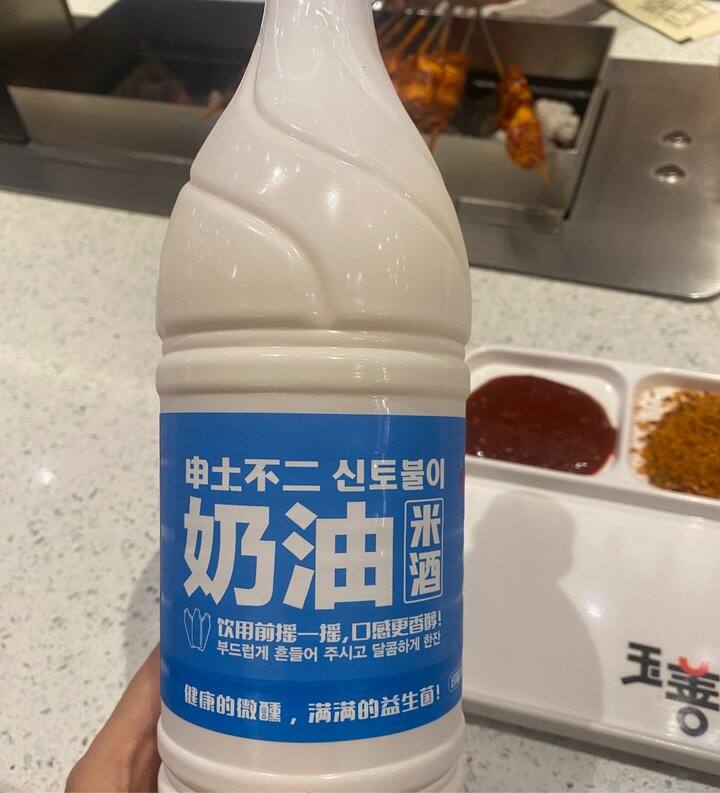 申土不二 신토불이
奶油
米酒
饮用前摇一摇,口感更香醇!
부드럽게 흔들어 주시고 달콤하게 한잔
健康的微醺，满满的益生菌!
玉善